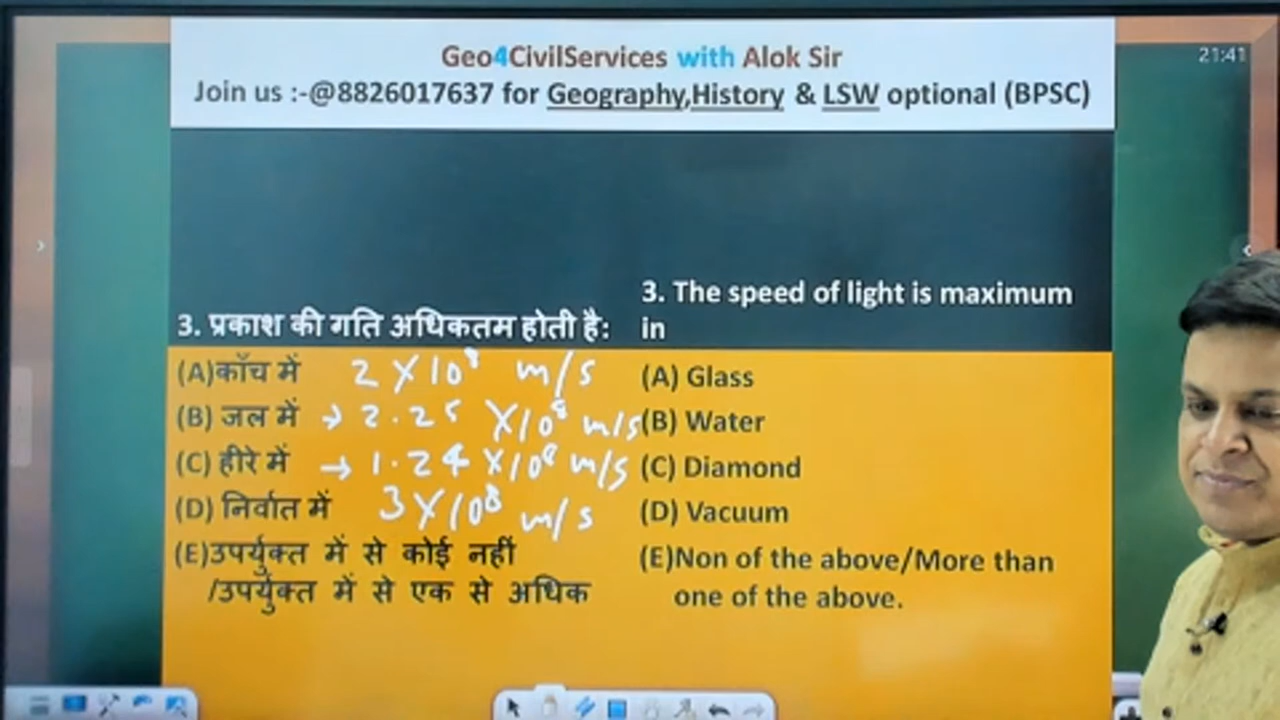 Geo4CivilServices with Alok Sir
Join us :-@8826017637 for Geography,History & LSW optional (BPSC)
21:41
3. प्रकाश की गति अधिकतम होती है:
(A)काँच में 2 X 10⁸ m/s
(B) जल में → 2.25 X10⁸ m/s
(C) हीरे में → 1.24 X10⁸ m/s
(D) निर्वात में 3 X 10⁸ m/s
(E)उपर्युक्त में से कोई नहीं
/उपर्युक्त में से एक से अधिक
3. The speed of light is maximum
in
(A) Glass
(B) Water
(C) Diamond
(D) Vacuum
(E)Non of the above/More than
one of the above.